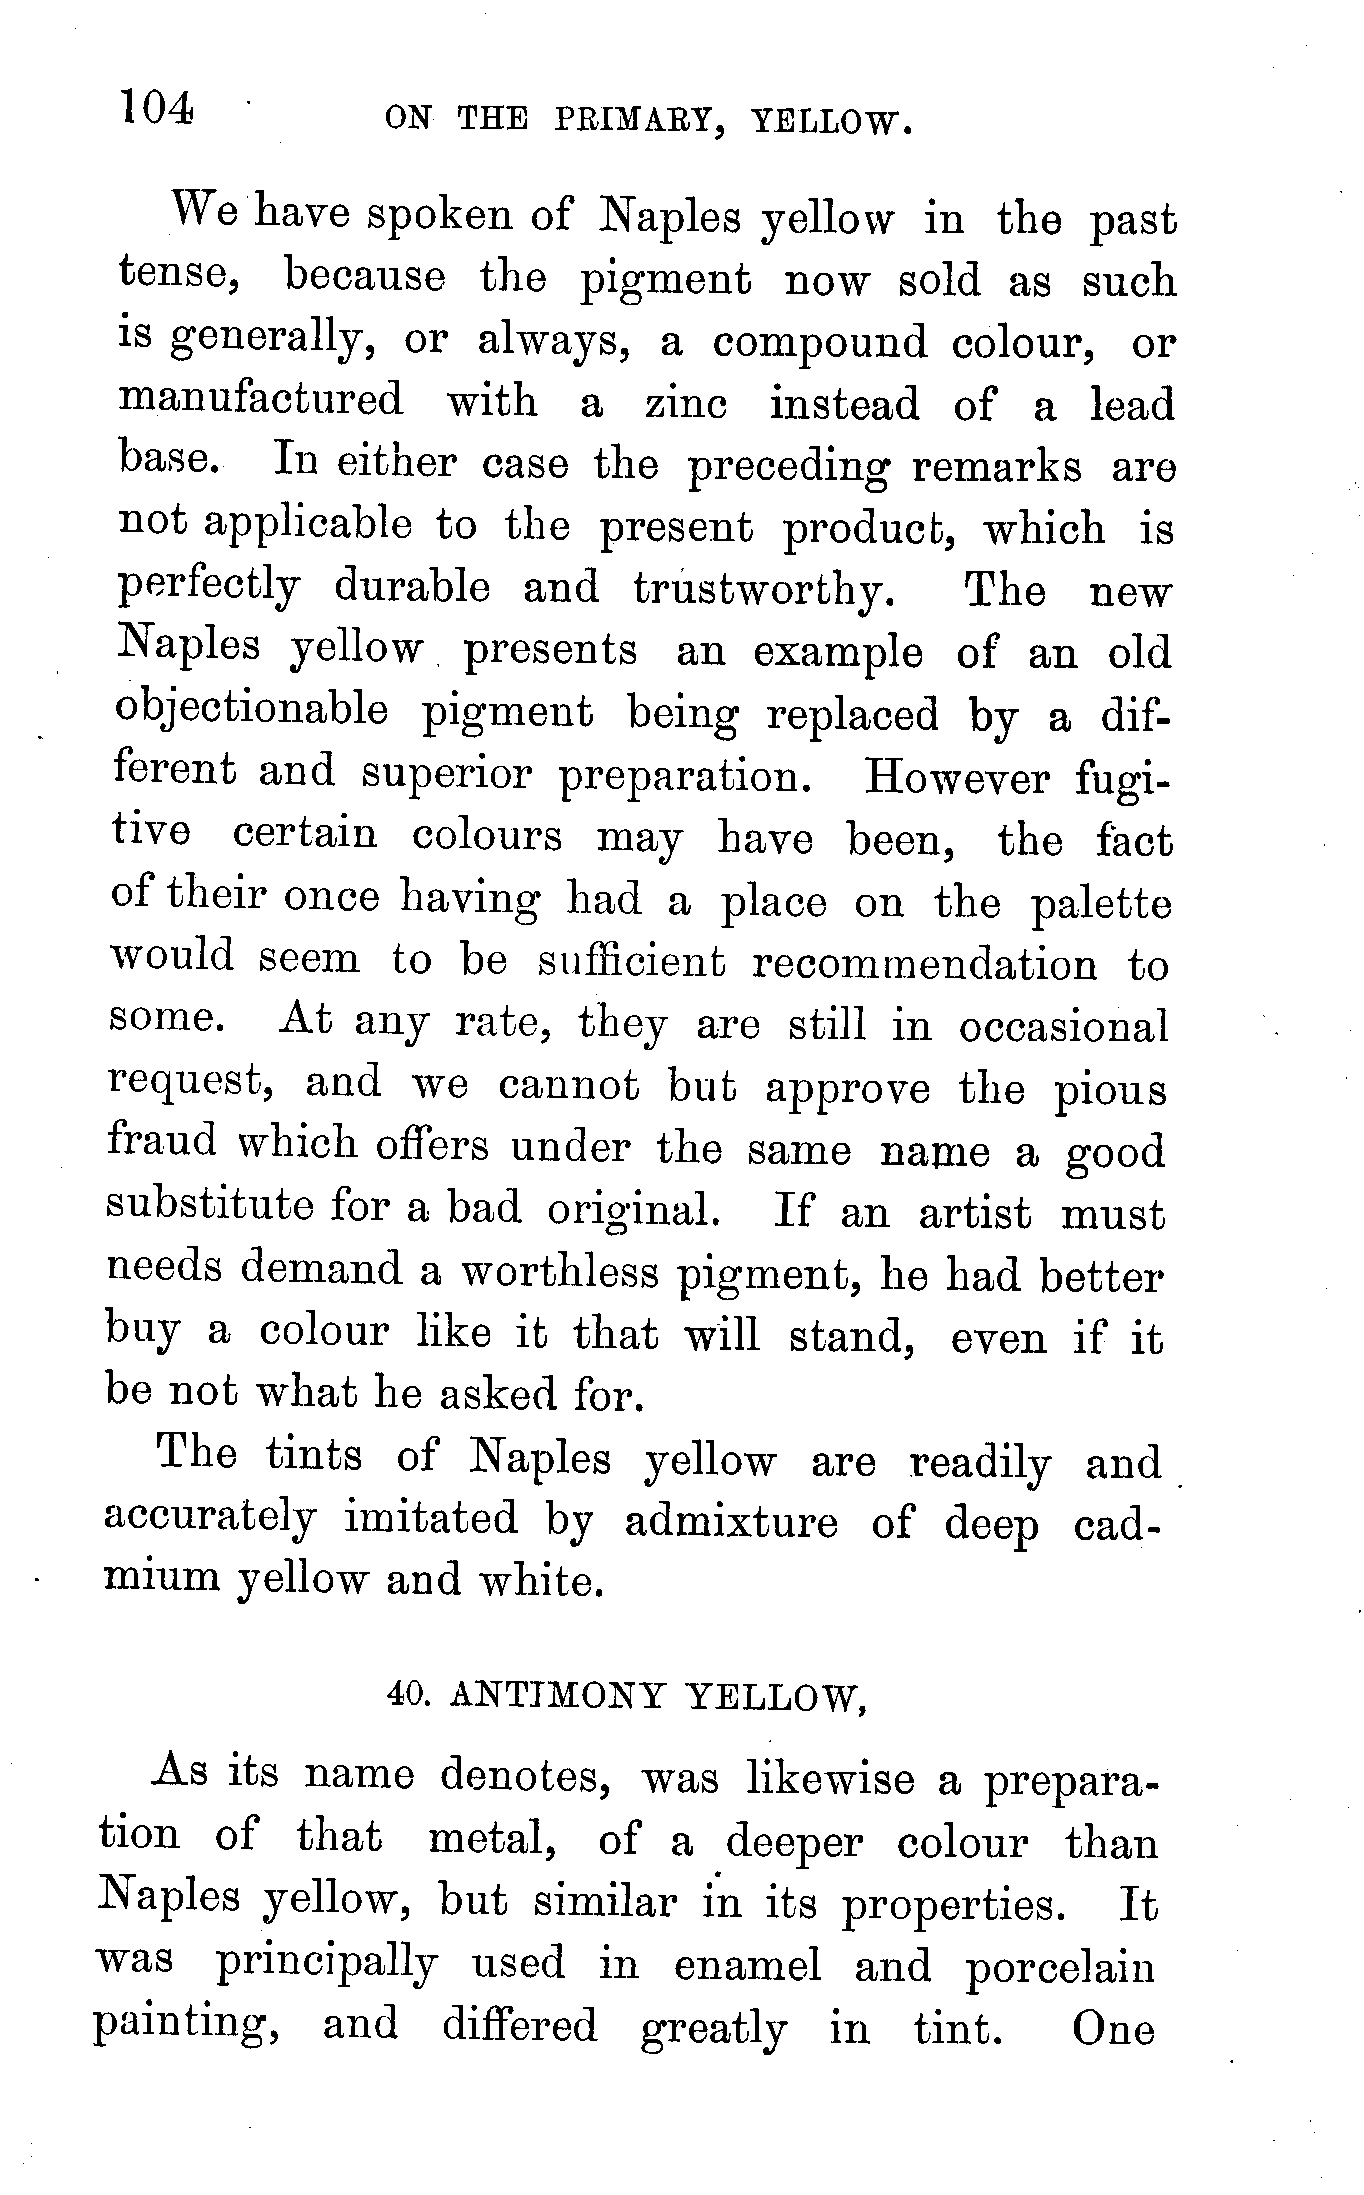 104 ON THE PRIMARY, YELLOW.
We have spoken of Naples yellow in the past
tense, because the pigment now sold as such
is generally, or always, a compound colour, or
manufactured with a zinc instead of a lead
base. In either case the preceding remarks are
not applicable to the present product, which is
perfectly durable and trustworthy. The new
Naples yellow presents an example of an old
objectionable pigment being replaced by a dif-
ferent and superior preparation. However fugi-
tive certain colours may have been, the fact
of their once having had a place on the palette
would seem to be sufficient recommendation to
some. At any rate, they are still in occasional
request, and we cannot but approve the pious
fraud which offers under the same name a good
substitute for a bad original. If an artist must
needs demand a worthless pigment, he had better
buy a colour like it that will stand, even if it
be not what he asked for.
The tints of Naples yellow are readily and
accurately imitated by admixture of deep cad-
mium yellow and white.
40. ANTIMONY YELLOW,
As its name denotes, was likewise a prepara-
tion of that metal, of a deeper colour than
Naples yellow, but similar in its properties. It
was principally used in enamel and porcelain
painting, and differed greatly in tint. One